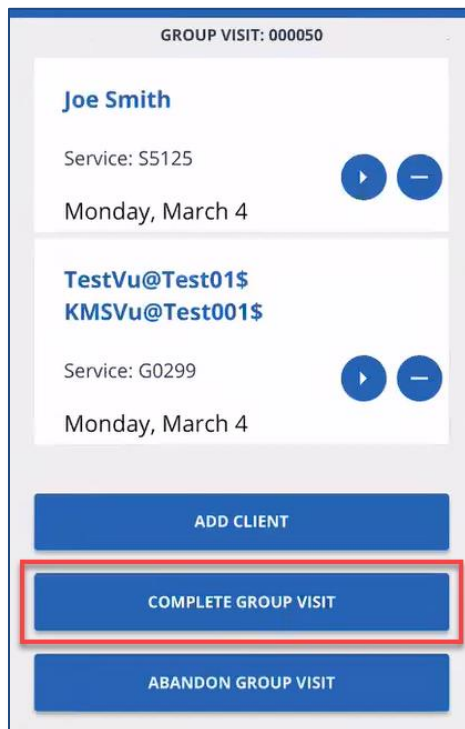 GROUP VISIT: 000050
Joe Smith
Service: S5125
Monday, March 4
TestVu@Test01$
KMSVu@Test001$
Service: G0299
Monday, March 4
ADD CLIENT
COMPLETE GROUP VISIT
ABANDON GROUP VISIT